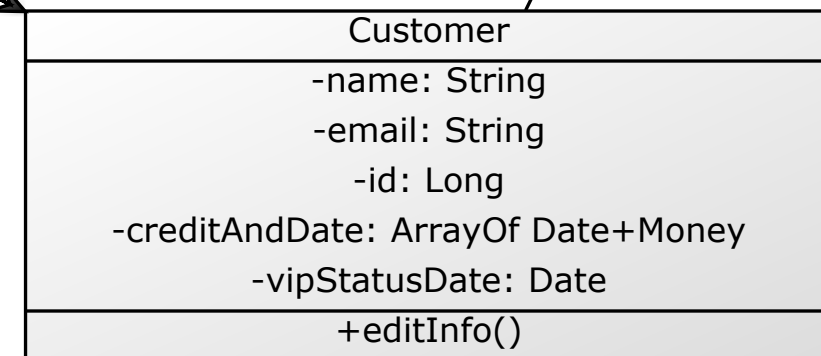 Customer
-name: String
-email: String
-id: Long
-creditAndDate: ArrayOf Date+Money
-vipStatusDate: Date
+editInfo()